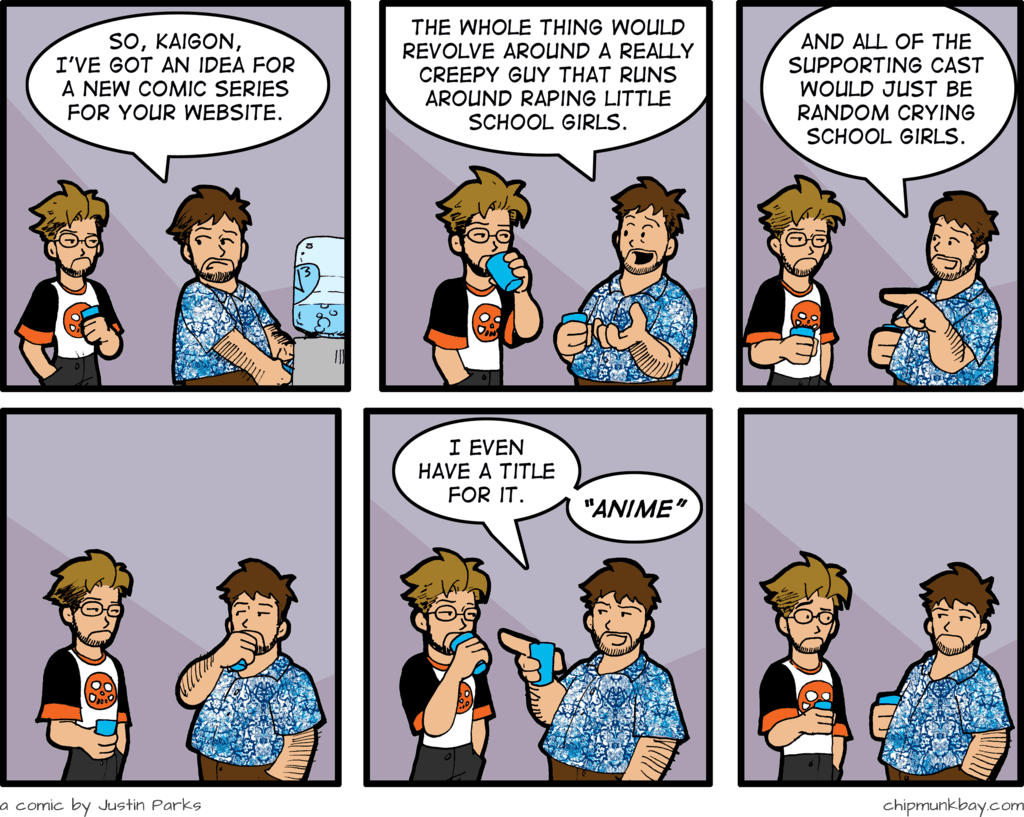 SO, KAIGON,
I'VE GOT AN IDEA FOR
A NEW COMIC SERIES
FOR YOUR WEBSITE.
THE WHOLE THING WOULD
REVOLVE AROUND A REALLY
CREEPY GUY THAT RUNS
AROUND RAPING LITTLE
SCHOOL GIRLS.
AND ALL OF THE
SUPPORTING CAST
WOULD JUST BE
RANDOM CRYING
SCHOOL GIRLS.
I EVEN
HAVE A TITLE
FOR IT.
"ANIME"
a comic by Justin Parks
chipmunkbay.com